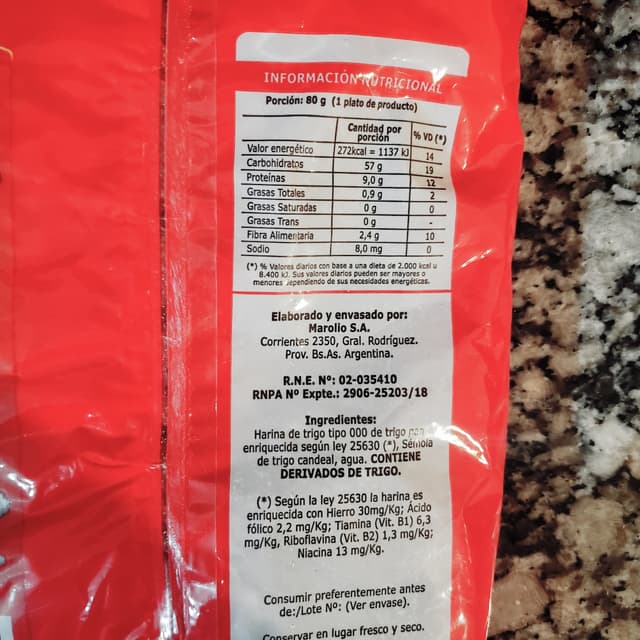 INFORMACIÓN NUTRICIONAL
Porción: 80 g (1 plato de producto)
Cantidad por porción % VD (*)
Valor energético 272kcal = 1137 kJ 14
Carbohidratos 57 g 19
Proteínas 9,0 g 12
Grasas Totales 0,9 g 2
Grasas Saturadas 0 g 0
Grasas Trans 0 g -
Fibra Alimentaria 2,4 g 10
Sodio 8,0 mg 0
(*) % Valores diarios con base a una dieta de 2.000 kcal u
8.400 kJ. Sus valores diarios pueden ser mayores o
menores dependiendo de sus necesidades energéticas.
Elaborado y envasado por:
Marolio S.A.
Corrientes 2350, Gral. Rodríguez.
Prov. Bs.As. Argentina.
R.N.E. Nº: 02-035410
RNPA Nº Expte.: 2906-25203/18
Ingredientes:
Harina de trigo tipo 000 de trigo pan
enriquecida según ley 25630 (*), Sémola
de trigo candeal, agua. CONTIENE
DERIVADOS DE TRIGO.
(*) Según la ley 25630 la harina es
enriquecida con Hierro 30mg/Kg; Ácido
fólico 2,2 mg/Kg; Tiamina (Vit. B1) 6,3
mg/Kg, Riboflavina (Vit. B2) 1,3 mg/Kg;
Niacina 13 mg/Kg.
Consumir preferentemente antes
de:/Lote Nº: (Ver envase).
Conservar en lugar fresco y seco.